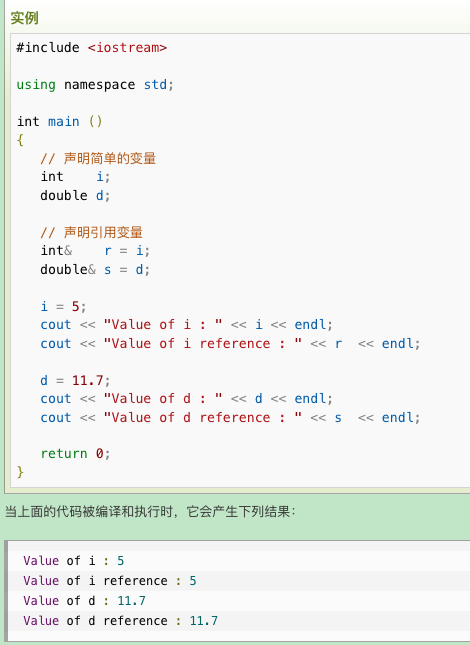 实例
#include <iostream>
using namespace std;
int main ()
{
// 声明简单的变量
int    i;
double d;
// 声明引用变量
int&    r = i;
double& s = d;
i = 5;
cout << "Value of i : " << i << endl;
cout << "Value of i reference : " << r  << endl;
d = 11.7;
cout << "Value of d : " << d << endl;
cout << "Value of d reference : " << s  << endl;
return 0;
}
当上面的代码被编译和执行时，它会产生下列结果：
Value of i : 5
Value of i reference : 5
Value of d : 11.7
Value of d reference : 11.7